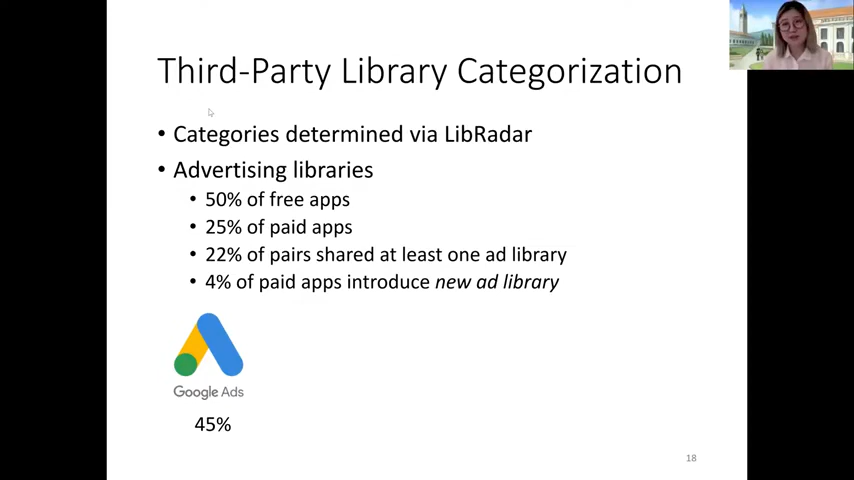 Third-Party Library Categorization
• Categories determined via LibRadar
• Advertising libraries
• 50% of free apps
• 25% of paid apps
• 22% of pairs shared at least one ad library
• 4% of paid apps introduce new ad library
Google Ads
45%
18